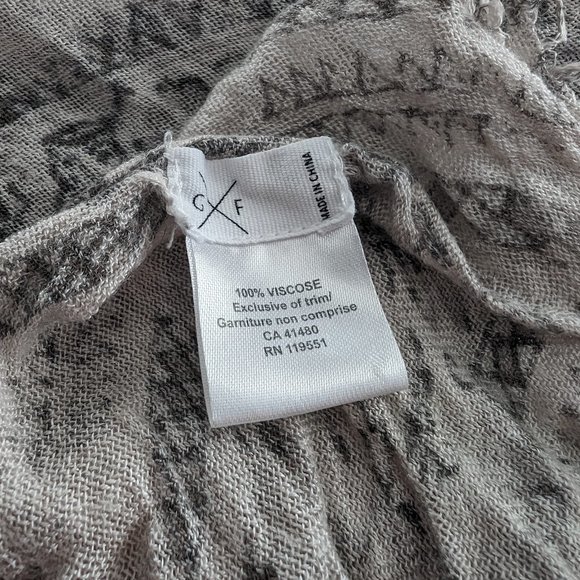 G F
MADE IN CHINA
100% VISCOSE
Exclusive of trim/
Garniture non comprise
CA 41480
RN 119551